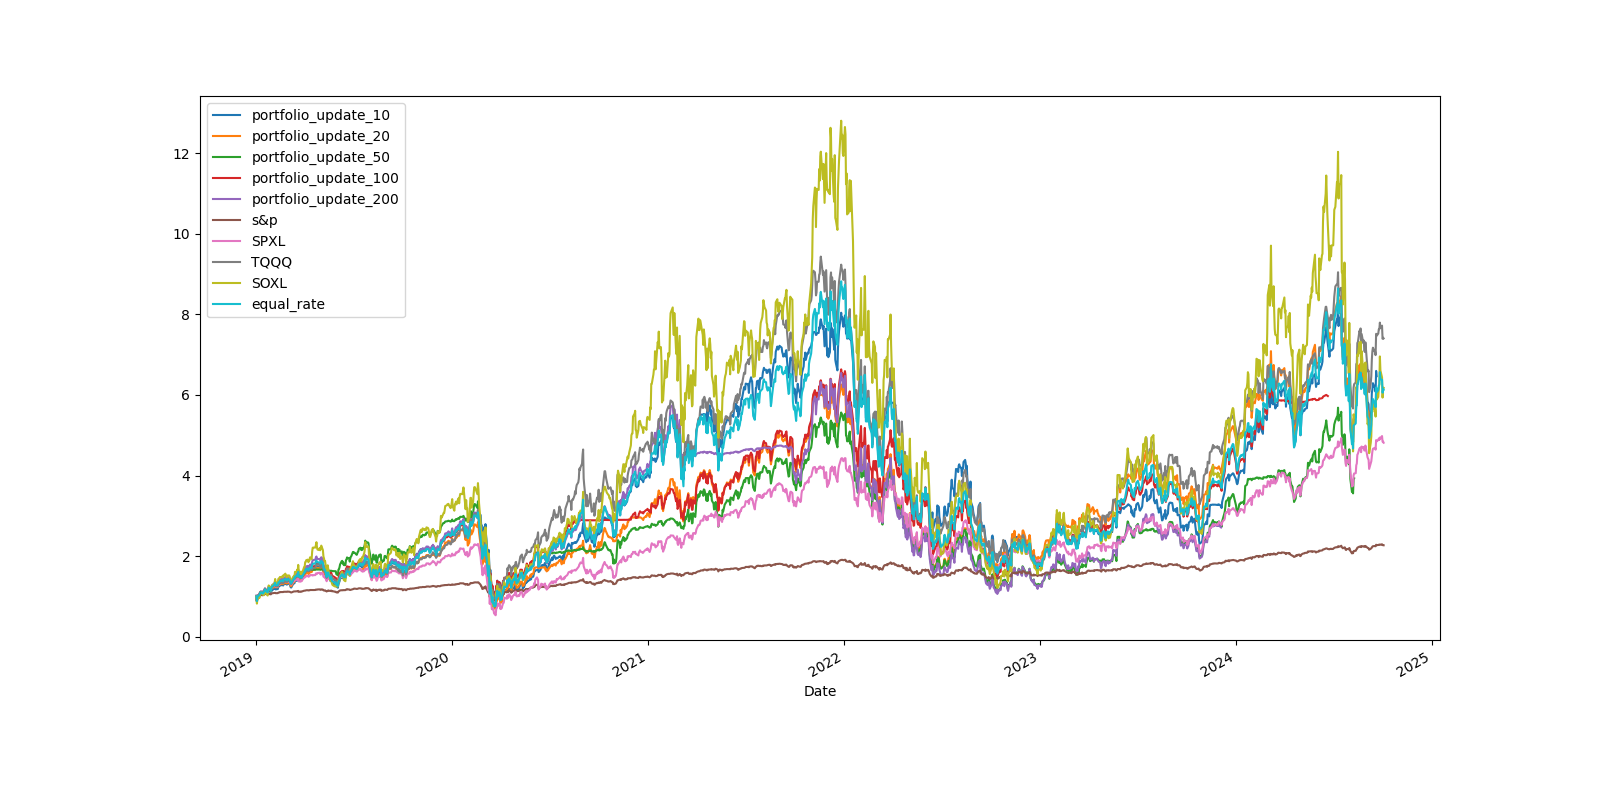 portfolio_update_10
portfolio_update_20
portfolio_update_50
portfolio_update_100
portfolio_update_200
s&p
SPXL
TQQQ
SOXL
equal_rate
12
10
8
6
4
2
0
2019
2020
2021
2022
2023
2024
2025
Date